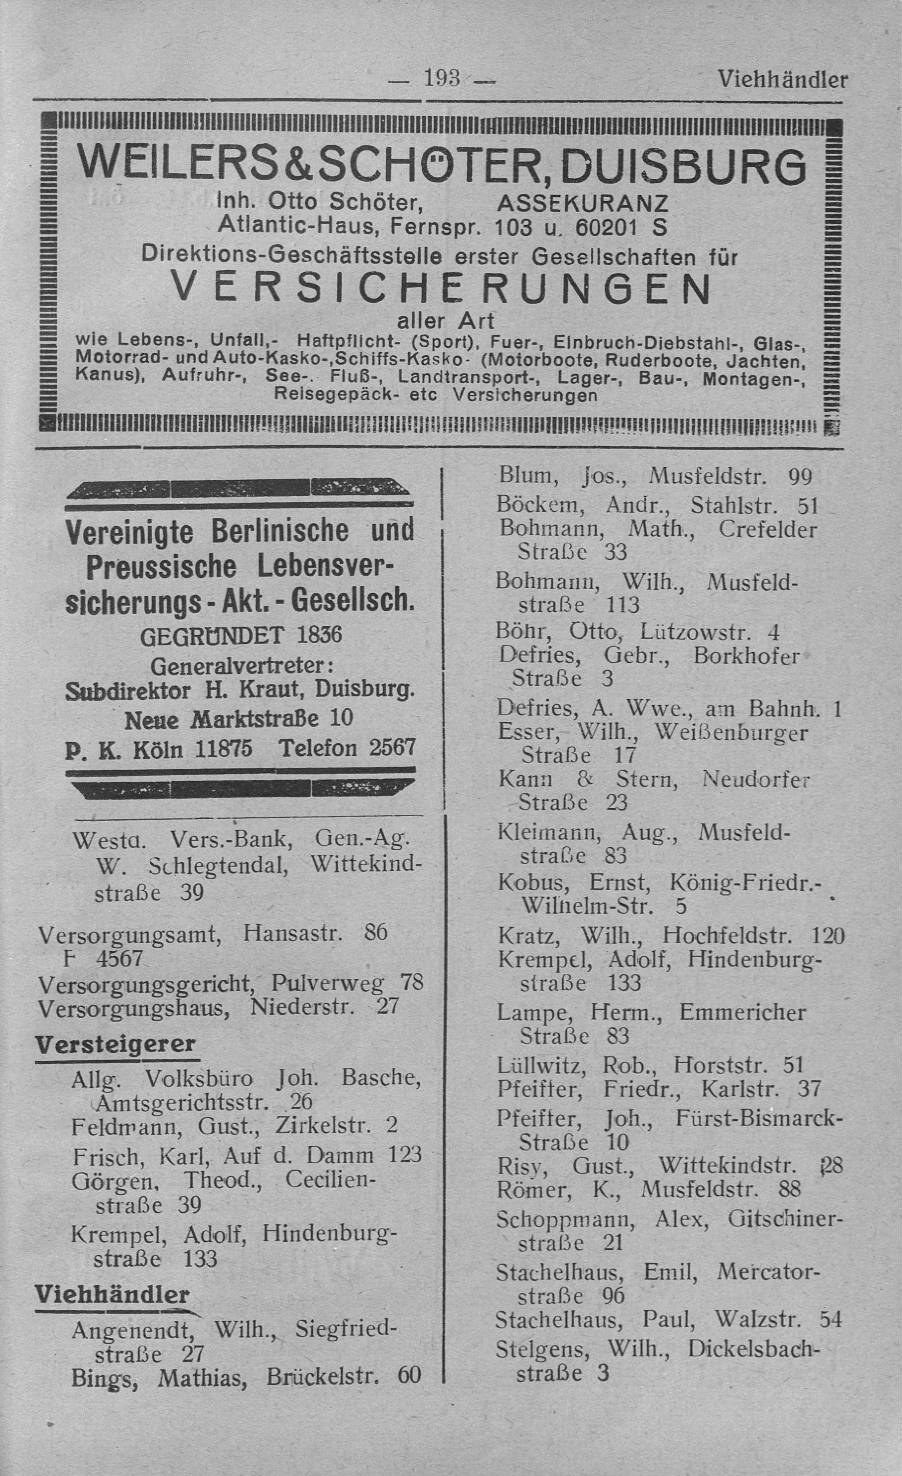 — 193 —
Viehhändler
WEILERS & SCHÖTER, DUISBURG
Inh. Otto Schöter, ASSEKURANZ
Atlantic-Haus, Fernspr. 103 u. 60201 S
Direktions-Geschäftsstelle erster Gesellschaften für
VERSICHERUNGEN
aller Art
wie Lebens-, Unfall,- Haftpflicht- (Sport), Fuer-, Einbruch-Diebstahl-, Glas-,
Motorrad- und Auto-Kasko-,Schiffs-Kasko- (Motorboote, Ruderboote, Jachten,
Kanus), Aufruhr-, See-. Fluß-, Landtransport-, Lager-, Bau-, Montagen-,
Reisegepäck- etc Versicherungen
Vereinigte Berlinische und
Preussische Lebensver-
sicherungs - Akt. - Gesellsch.
GEGRÜNDET 1836
Generalvertreter:
Subdirektor H. Kraut, Duisburg.
Neue Marktstraße 10
P. K. Köln 11875 Telefon 2567
Westd. Vers.-Bank, Gen.-Ag.
W. Schlegtendal, Wittekind-
straße 39
Versorgungsamt, Hansastr. 86
F 4567
Versorgungsgericht, Pulverweg 78
Versorgungshaus, Niederstr. 27
Versteigerer
Allg. Volksbüro Joh. Basche,
Amtsgerichtsstr. 26
Feldmann, Gust., Zirkelstr. 2
Frisch, Karl, Auf d. Damm 123
Görgen, Theod., Cecilien-
straße 39
Krempel, Adolf, Hindenburg-
straße 133
Viehhändler
Angenendt, Wilh., Siegfried-
straße 27
Bings, Mathias, Brückelstr. 60
Blum, Jos., Musfeldstr. 99
Böckem, Andr., Stahlstr. 51
Bohmann, Math., Crefelder
Straße 33
Bohmann, Wilh., Musfeld-
straße 113
Böhr, Otto, Lützowstr. 4
Defries, Gebr., Borkhofer
Straße 3
Defries, A. Wwe., am Bahnh. 1
Esser, Wilh., Weißenburger
Straße 17
Kann & Stern, Neudorfer
Straße 23
Kleimann, Aug., Musfeld-
straße 83
Kobus, Ernst, König-Friedr.-
Wilhelm-Str. 5
Kratz, Wilh., Hochfeldstr. 120
Krempel, Adolf, Hindenburg-
straße 133
Lampe, Herm., Emmericher
Straße 83
Lüllwitz, Rob., Horststr. 51
Pfeiffer, Friedr., Karlstr. 37
Pfeiffer, Joh., Fürst-Bismarck-
Straße 10
Risy, Gust., Wittekindstr. 28
Römer, K., Musfeldstr. 88
Schoppmann, Alex, Gitschiner-
straße 21
Stachelhaus, Emil, Mercator-
straße 96
Stachelhaus, Paul, Walzstr. 54
Stelgens, Wilh., Dickelsbach-
straße 3